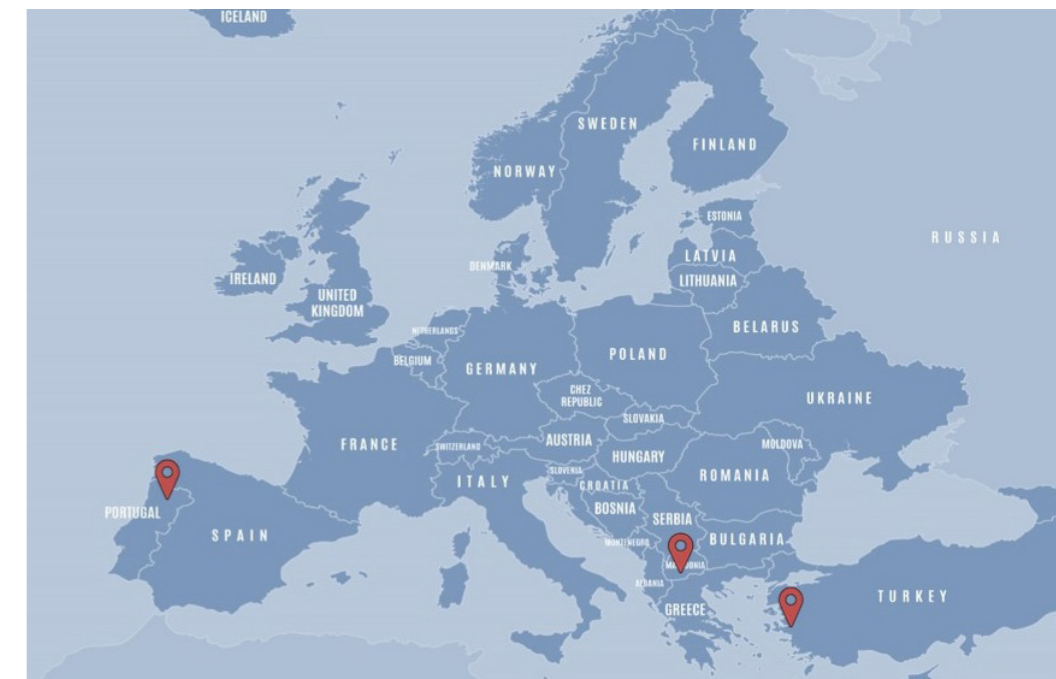 ICELAND
SWEDEN
FINLAND
NORWAY
ESTONIA
RUSSIA
LATVIA
DENMARK
IRELAND
LITHUANIA
UNITED
KINGDOM
BELARUS
NETHERLANDS
POLAND
BELGIUM
GERMANY
CHEZ
REPUBLIC
UKRAINE
SLOVAKIA
FRANCE
SWITZERLAND
AUSTRIA
MOLDOVA
HUNGARY
SLOVENIA
ROMANIA
ITALY
CROATIA
PORTUGAL
BOSNA
SERBIA
SPAIN
MONTENEGRO
BULGARIA
ALBANIA
TURKEY
GREECE